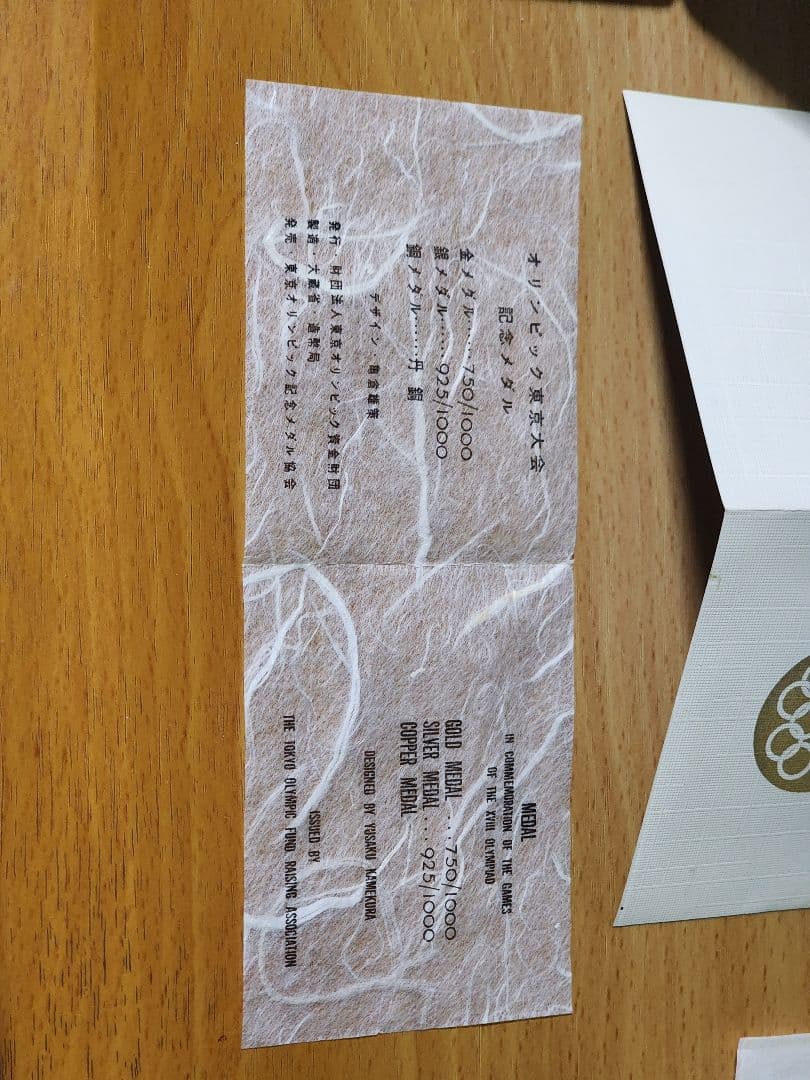 オリンピック東京大会
記念メダル
金メダル‥‥‥750/1000
銀メダル‥‥‥925/1000
銅メダル‥‥‥丹 銅
デザイン 亀倉雄策
発行・財団法人東京オリンピック資金財団
製造・大蔵省・造幣局
発売・東京オリンピック記念メダル協会
MEDAL
IN COMMEMORATION OF THE GAMES
OF THE XVIII OLYMPIAD
GOLD MEDAL ...750/1000
SILVER MEDAL ...925/1000
COPPER MEDAL
DESIGNED BY YUSAKU KAMEKURA
ISSUED BY
THE TOKYO OLYMPIC FUND RAISING ASSOCIATION